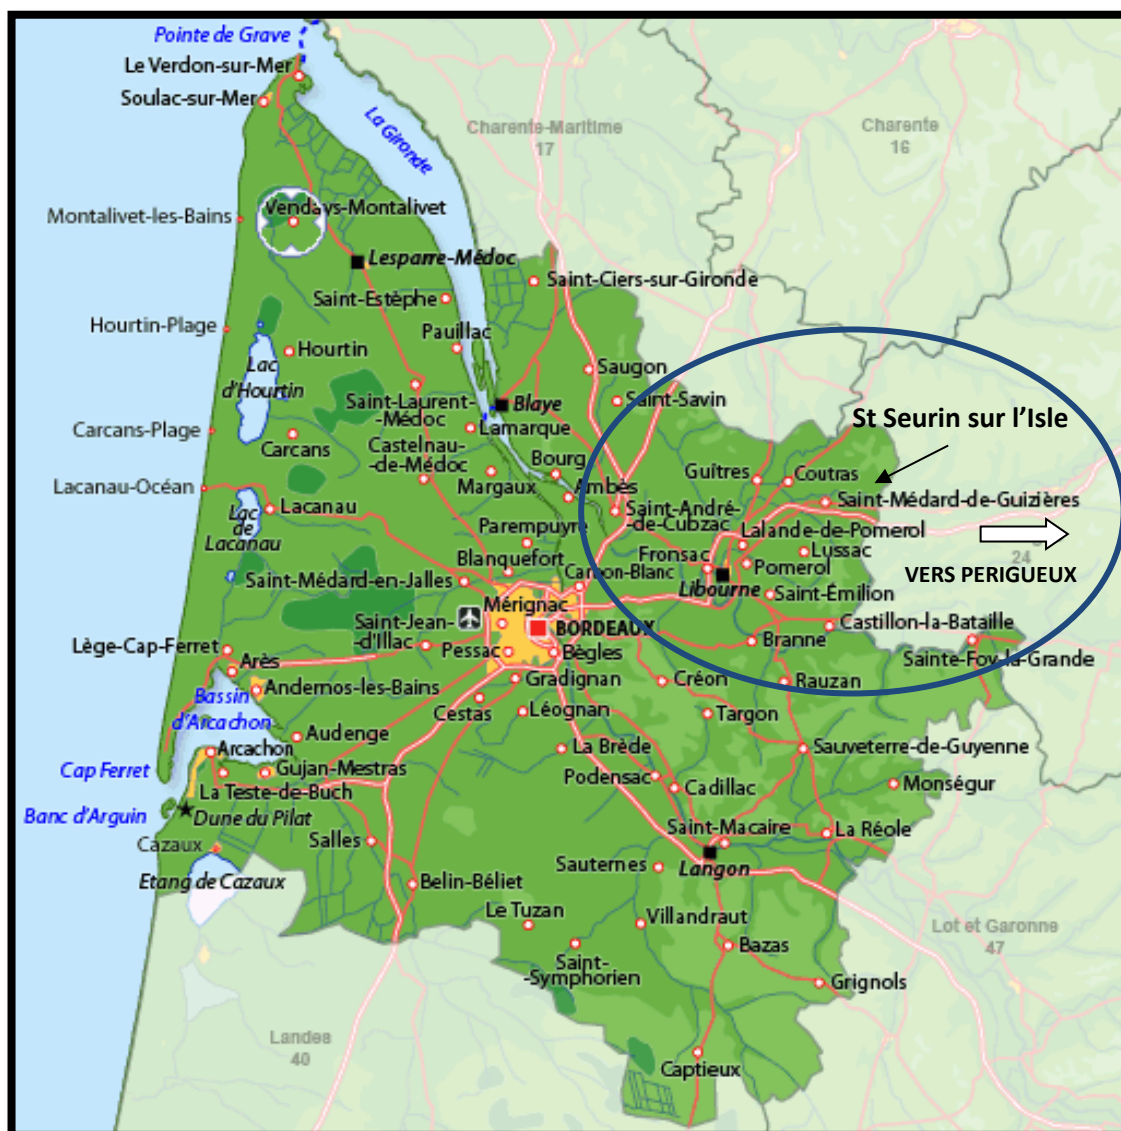 Pointe de Grave
Le Verdon-sur-Mer
Soulac-sur-Mer
La Gironde
Charente-Maritime
17
Charente
16
Montalivet-les-Bains
Vendays-Montalivet
Lesparre-Médoc
Saint-Ciers-sur-Gironde
Saint-Estèphe
Hourtin-Plage
Pauillac
Hourtin
Lac
d'Hourtin
Saugon
Saint-Laurent-
-Médoc
Blaye
Saint-Savin
St Seurin sur l'Isle
Carcans-Plage
Carcans
Lamarque
Castelnau-
-de-Médoc
Bourg
Guîtres
Coutras
Lacanau-Océan
Margaux
Ambès
Saint-Médard-de-Guizières
Lacanau
Lac
de
Lacanau
Saint-André-
-de-Cubzac
Parempuyre
Lalande-de-Pomerol
Lussac
24
Blanquefort
Fronsac
Pomerol
Saint-Médard-en-Jalles
Carbon-Blanc
Libourne
VERS PERIGUEUX
Saint-Émilion
Mérignac
Saint-Jean-
-d'Illac
BORDEAUX
Castillon-la-Bataille
Lège-Cap-Ferret
Pessac
Bègles
Branne
Sainte-Foy-la-Grande
Arès
Andernos-les-Bains
Gradignan
Créon
Rauzan
Bassin
d'Arcachon
Cestas
Léognan
Targon
Audenge
Arcachon
La Brède
Sauveterre-de-Guyenne
Cap Ferret
Gujan-Mestras
Podensac
Cadillac
Monségur
La Teste-de-Buch
Banc d'Arguin
Dune du Pilat
Cazaux
Salles
Saint-Macaire
La Réole
Etang de Cazaux
Belin-Béliet
Sauternes
Langon
Le Tuzan
Villandraut
Lot et Garonne
47
Bazas
Saint-
-Symphorien
Grignols
Landes
40
Captieux